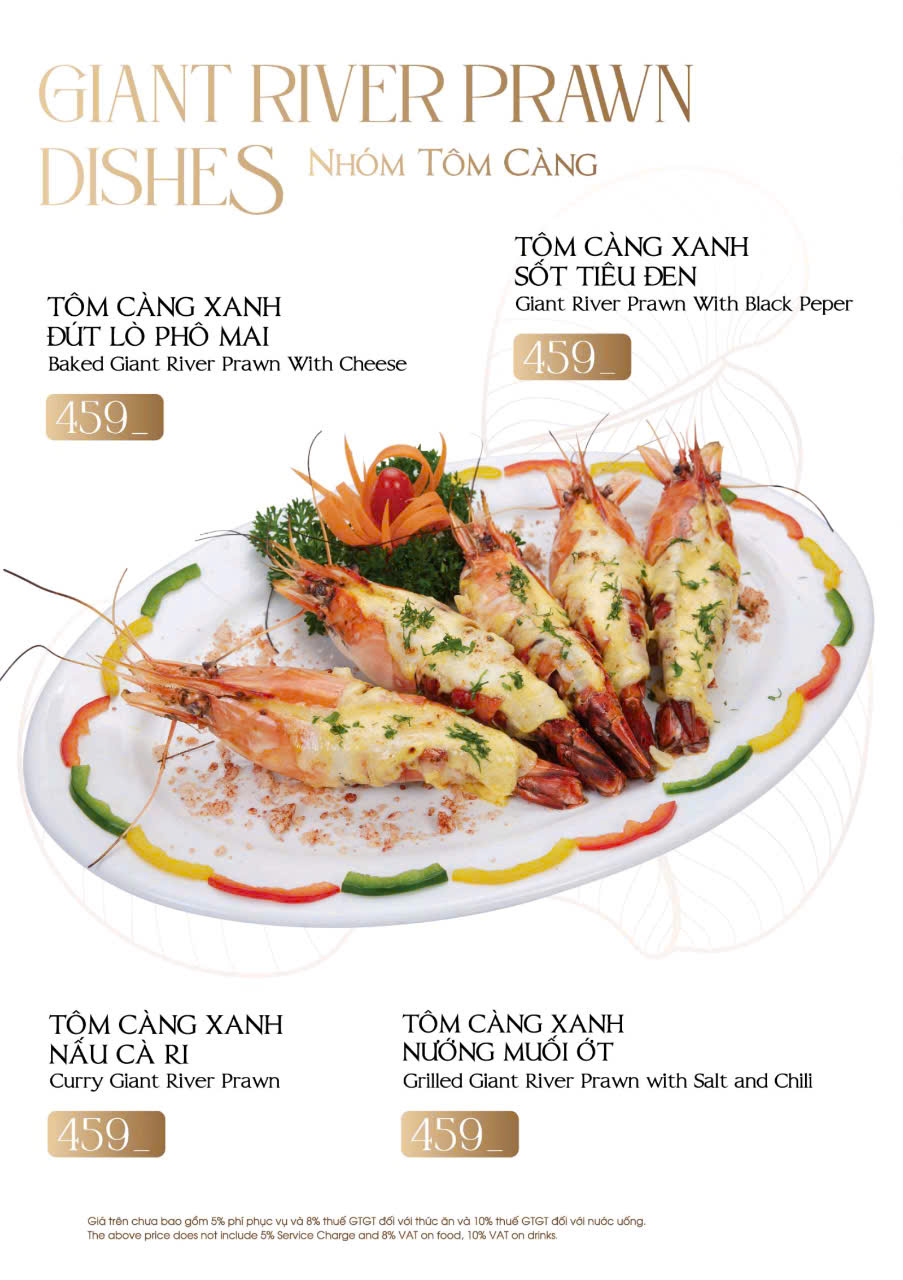 GIANT RIVER PRAWN
DISHES NHÓM TÔM CÀNG
TÔM CÀNG XANH
SỐT TIÊU ĐEN
Giant River Prawn With Black Peper
459_
TÔM CÀNG XANH
ĐÚT LÒ PHÔ MAI
Baked Giant River Prawn With Cheese
459_
TÔM CÀNG XANH
NẤU CÀ RI
Curry Giant River Prawn
459_
TÔM CÀNG XANH
NƯỚNG MUỐI ỚT
Grilled Giant River Prawn with Salt and Chili
459_
Giá trên chưa bao gồm 5% phí phục vụ và 8% thuế GTGT đối với thức ăn và 10% thuế GTGT đối với nước uống.
The above price does not include 5% Service Charge and 8% VAT on food, 10% VAT on drinks.